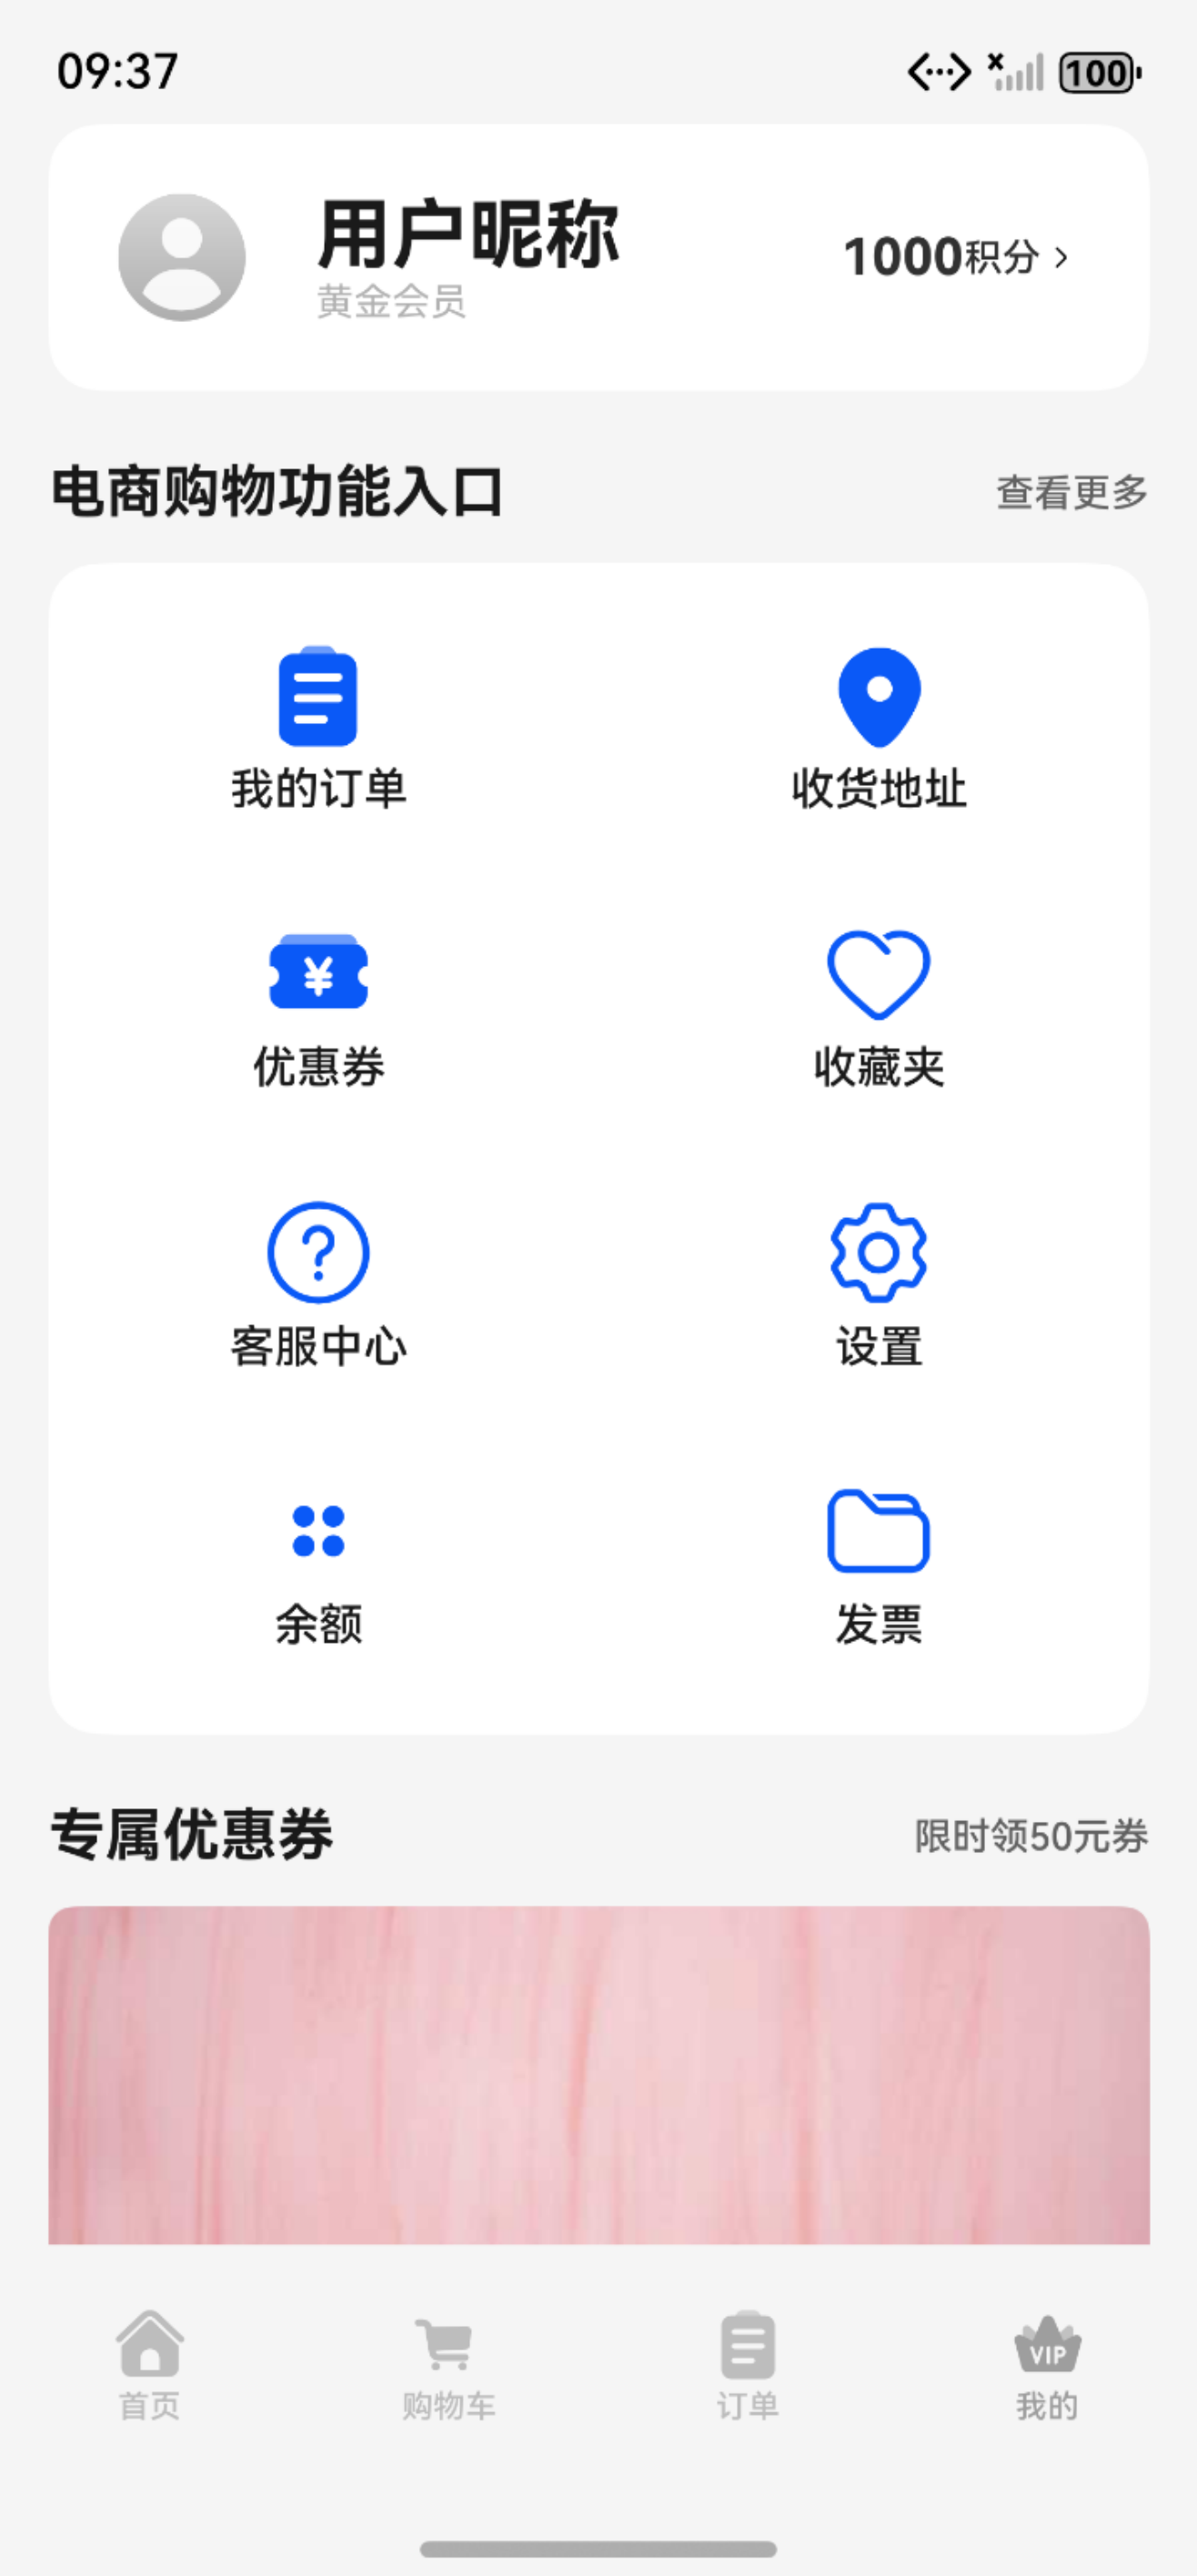 09:37
100
用户昵称
黄金会员
1000积分
电商购物功能入口
查看更多
我的订单
收货地址
¥
优惠券
收藏夹
?
客服中心
设置
余额
发票
专属优惠券
限时领50元券
首页
购物车
订单
VIP
我的